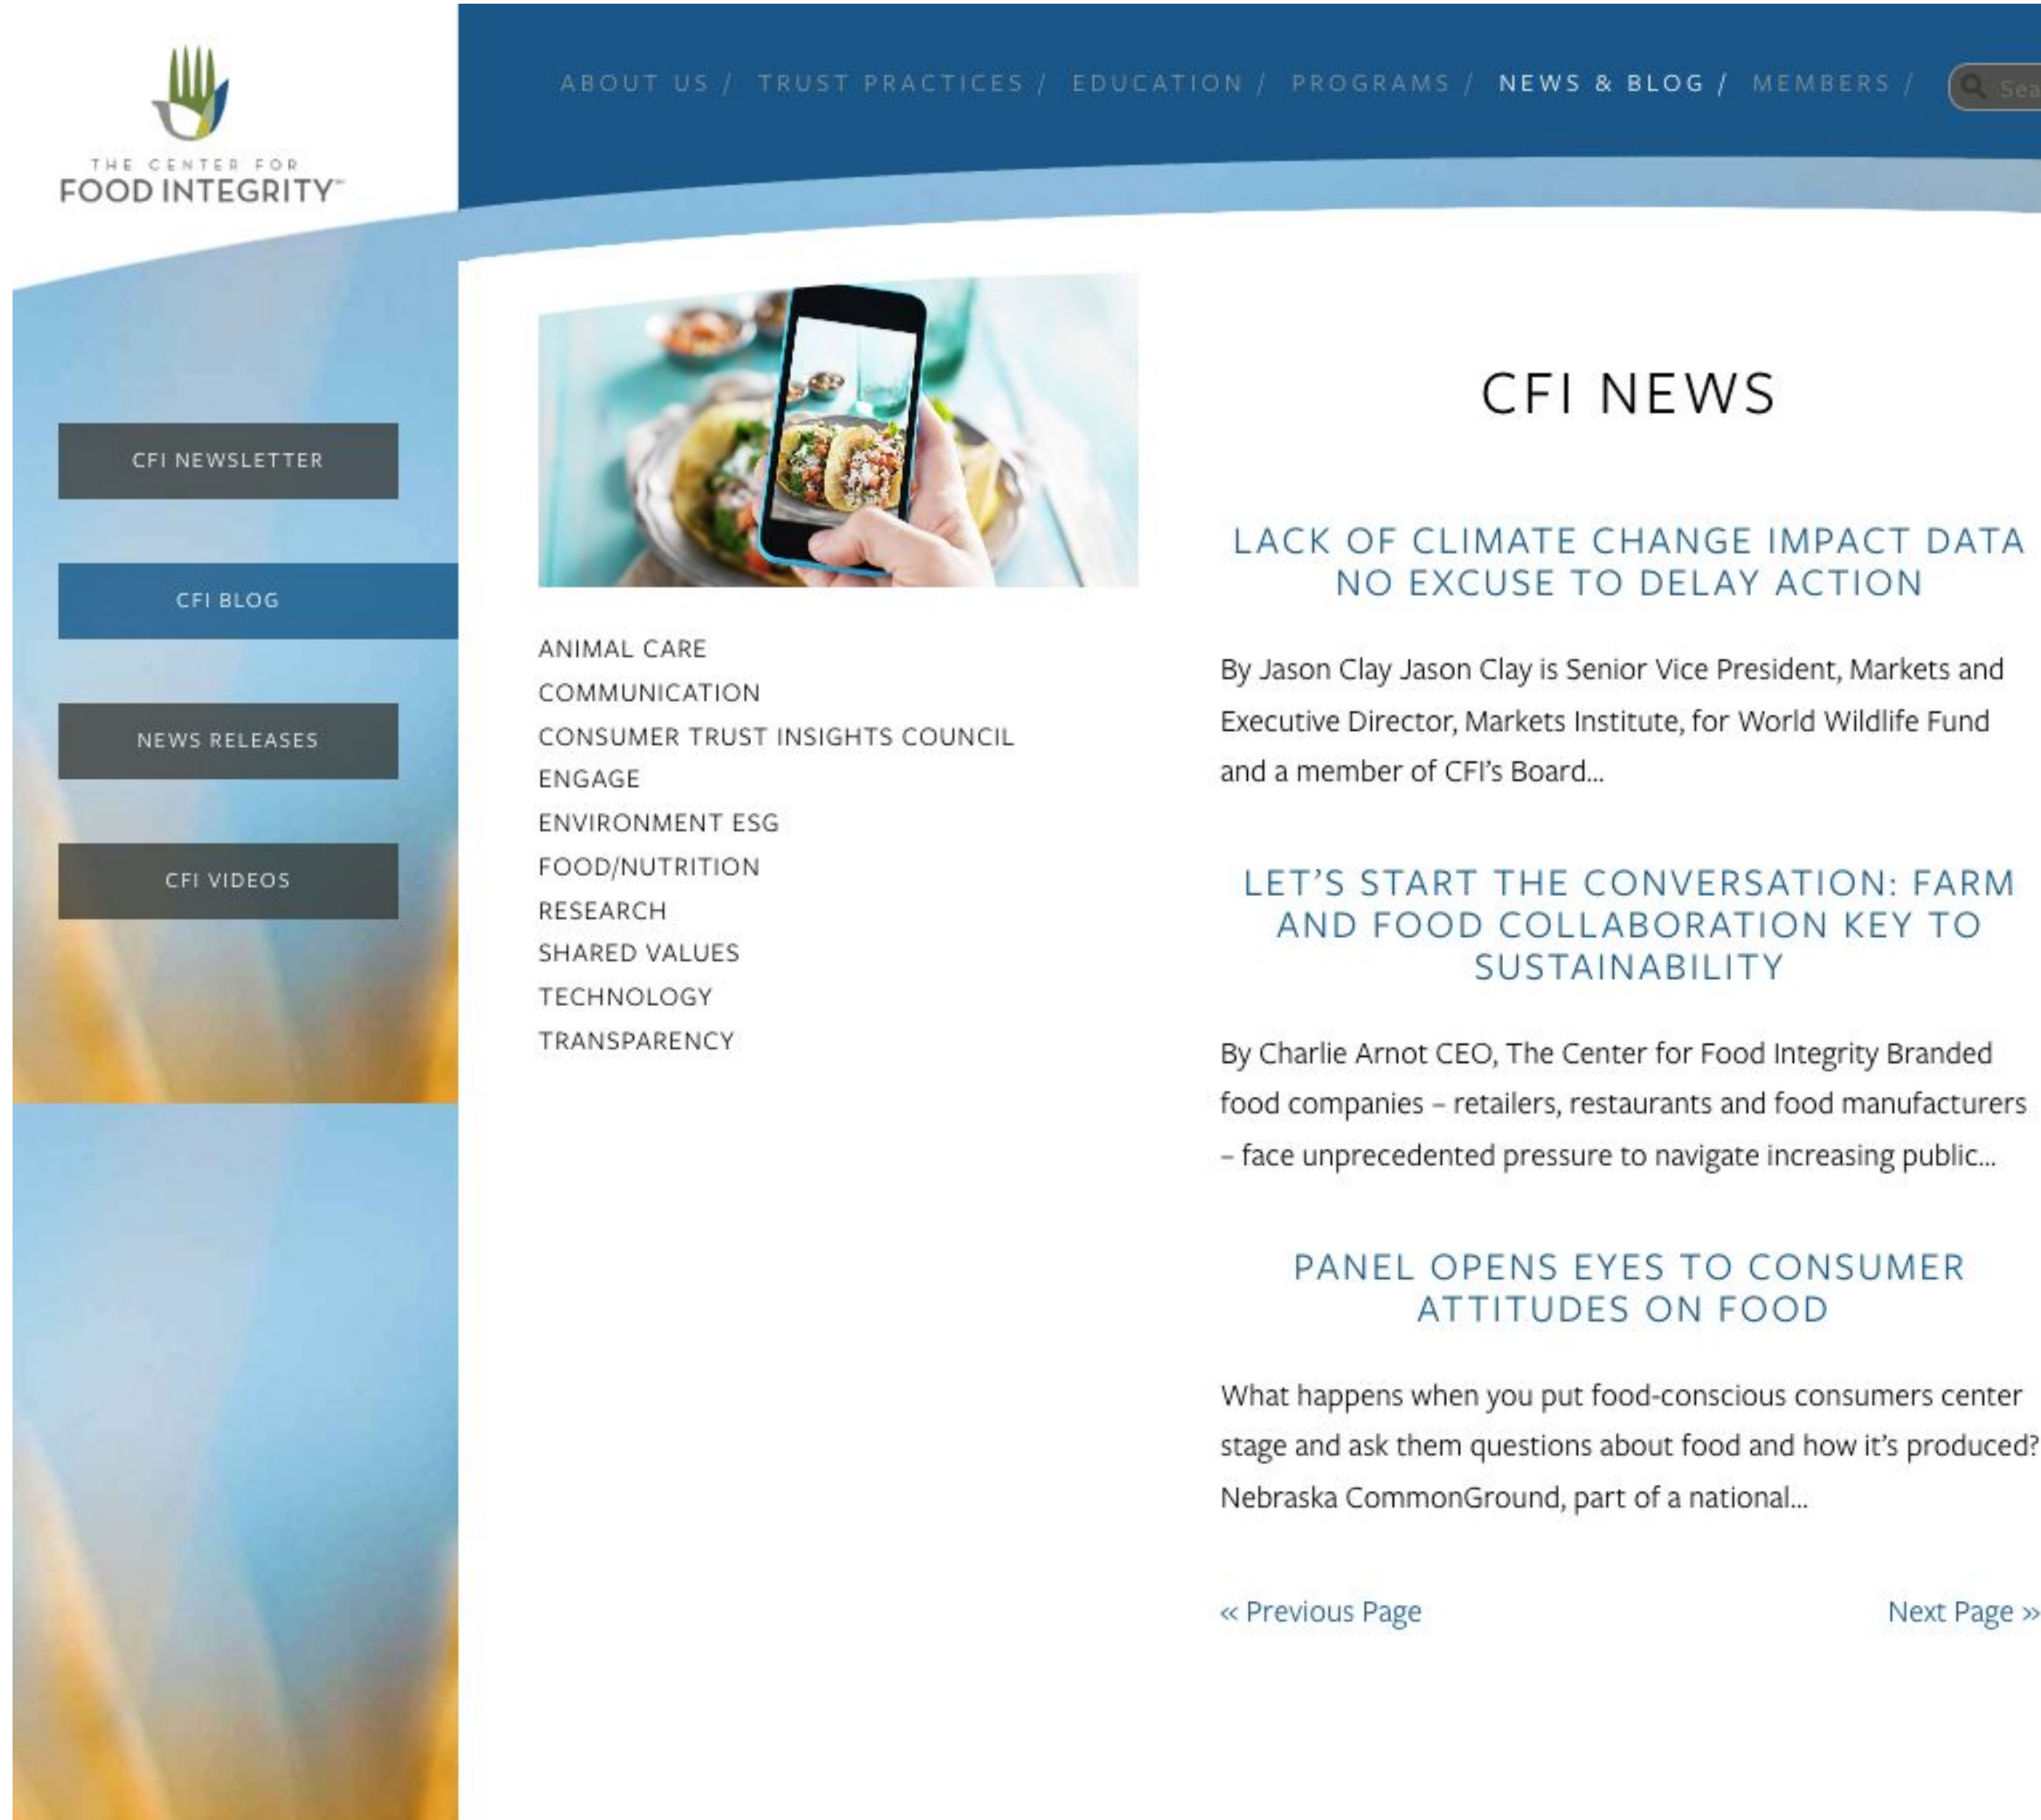 THE CENTER FOR
FOOD INTEGRITY
ABOUT US / TRUST PRACTICES / EDUCATION / PROGRAMS / NEWS & BLOG / MEMBERS /
CFI NEWSLETTER
CFI BLOG
NEWS RELEASES
CFI VIDEOS
ANIMAL CARE
COMMUNICATION
CONSUMER TRUST INSIGHTS COUNCIL
ENGAGE
ENVIRONMENT ESG
FOOD/NUTRITION
RESEARCH
SHARED VALUES
TECHNOLOGY
TRANSPARENCY
CFI NEWS
LACK OF CLIMATE CHANGE IMPACT DATA
NO EXCUSE TO DELAY ACTION
By Jason Clay Jason Clay is Senior Vice President, Markets and
Executive Director, Markets Institute, for World Wildlife Fund
and a member of CFI’s Board...
LET’S START THE CONVERSATION: FARM
AND FOOD COLLABORATION KEY TO
SUSTAINABILITY
By Charlie Arnot CEO, The Center for Food Integrity Branded
food companies – retailers, restaurants and food manufacturers
– face unprecedented pressure to navigate increasing public...
PANEL OPENS EYES TO CONSUMER
ATTITUDES ON FOOD
What happens when you put food-conscious consumers center
stage and ask them questions about food and how it’s produced?
Nebraska CommonGround, part of a national...
« Previous Page
Next Page »